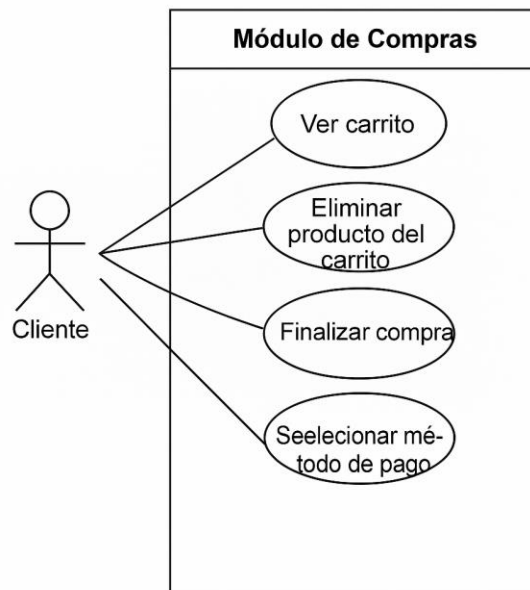 Módulo de Compras
Ver carrito
Eliminar
producto del
carrito
Cliente
Finalizar compra
Seelecionar mé-
todo de pago